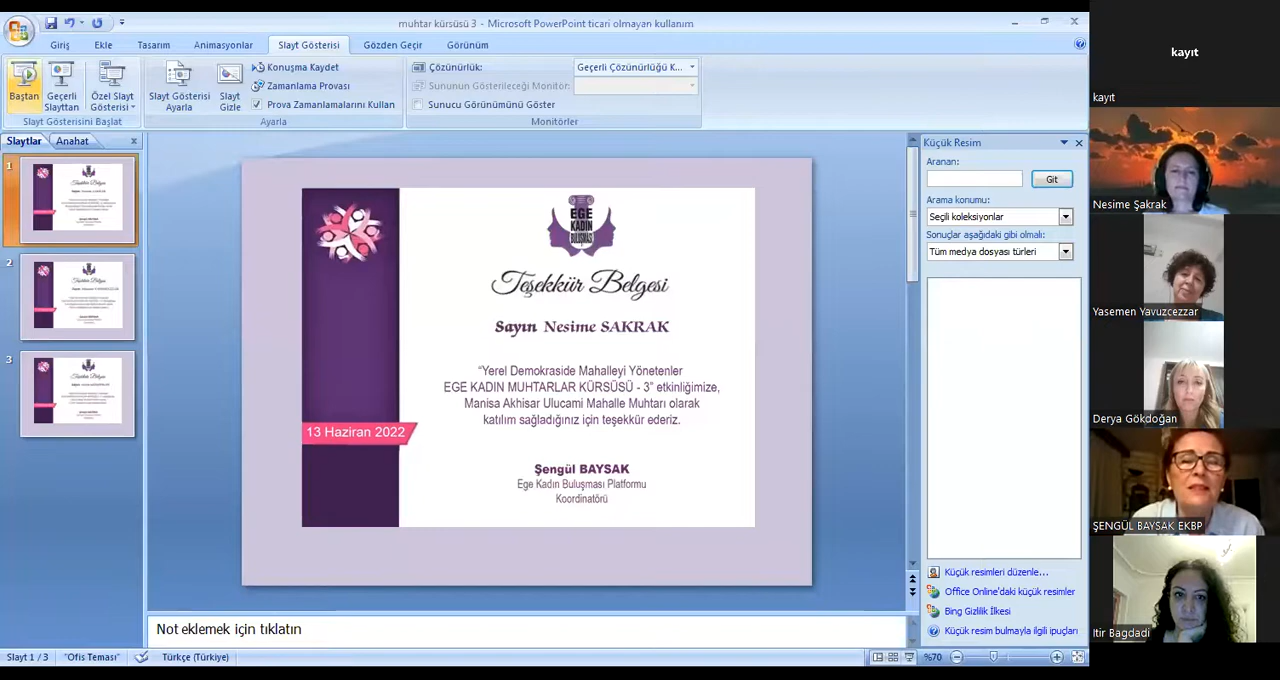 muhtar kürsüsü 3 - Microsoft PowerPoint ticari olmayan kullanım
Giriş Ekle Tasarım Animasyonlar Slayt Gösterisi Gözden Geçir Görünüm
Baştan
Geçerli Slayttan
Özel Slayt Gösterisi
Slayt Gösterisini Başlat
Slayt Gösterisi Ayarla
Slayt Gizle
Konuşma Kaydet
Zamanlama Provası
Prova Zamanlamalarını Kullan
Ayarla
Çözünürlük: Geçerli Çözünürlüğü K...
Sununun Gösterileceği Monitör:
Sunucu Görünümünü Göster
Monitörler
Slaytlar Anahat
1
2
3
EGE
KADIN
BULUŞMASI
Teşekkür Belgesi
Sayın Nesime SAKRAK
“Yerel Demokraside Mahalleyi Yönetenler
EGE KADIN MUHTARLAR KÜRSÜSÜ - 3” etkinliğimize,
Manisa Akhisar Ulucami Mahalle Muhtarı olarak
katılım sağladığınız için teşekkür ederiz.
13 Haziran 2022
Şengül BAYSAK
Ege Kadın Buluşması Platformu
Koordinatörü
Not eklemek için tıklatın
Küçük Resim
Aranan:
Git
Arama konumu:
Seçili koleksiyonlar
Sonuçlar aşağıdaki gibi olmalı:
Tüm medya dosyası türleri
Küçük resimleri düzenle...
Office Online'daki küçük resimler
Bing Gizlilik İlkesi
Küçük resim bulmayla ilgili ipuçları
Slayt 1 / 3 "Ofis Teması" Türkçe (Türkiye) %70
kayıt
kayıt
Nesime Şakrak
Yasemen Yavuzcezzar
Derya Gökdoğan
ŞENGÜL BAYSAK EKBP
Itir Bagdadi